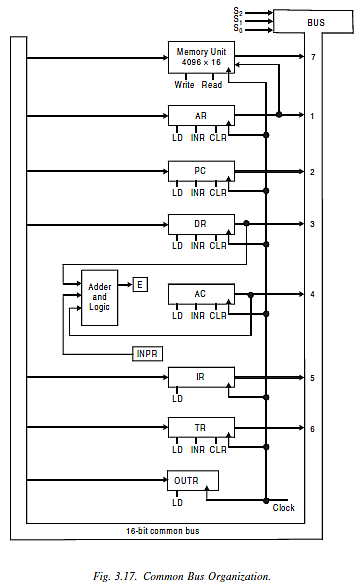 S2
S1
S0
BUS
Memory Unit
4096 × 16
7
Write Read
AR
1
LD INR CLR
PC
2
LD INR CLR
DR
3
LD INR CLR
Adder
and
Logic
E
AC
4
LD INR CLR
INPR
IR
5
LD
TR
6
LD INR CLR
OUTR
LD
Clock
16-bit common bus
Fig. 3.17. Common Bus Organization.